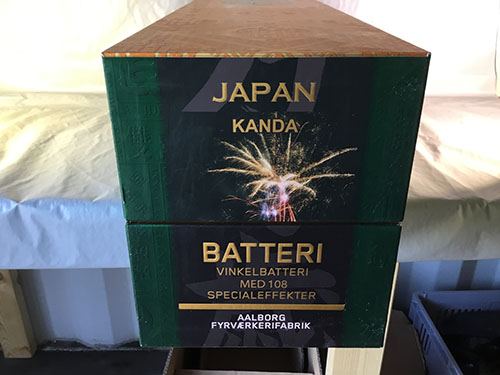 JAPAN
KANDA
BATTERI
VINKELBATTERI
MED 108
SPECIALEFFEKTER
AALBORG
FYRVÆRKERIFABRIK